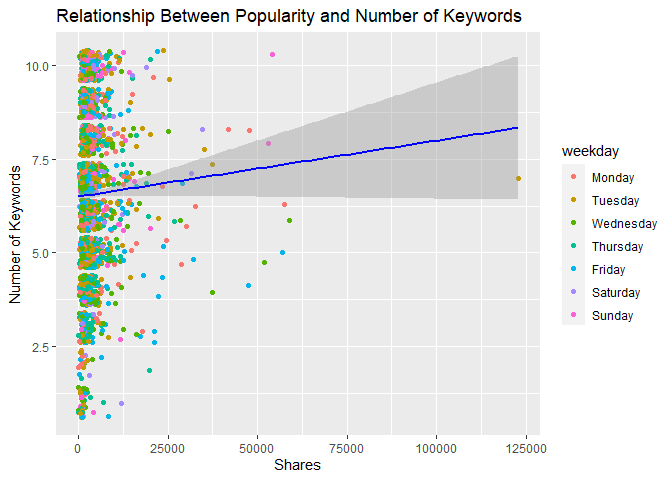 Relationship Between Popularity and Number of Keywords
10.0
7.5
5.0
2.5
Number of Keywords
0
25000
50000
75000
100000
125000
Shares
weekday
Monday
Tuesday
Wednesday
Thursday
Friday
Saturday
Sunday